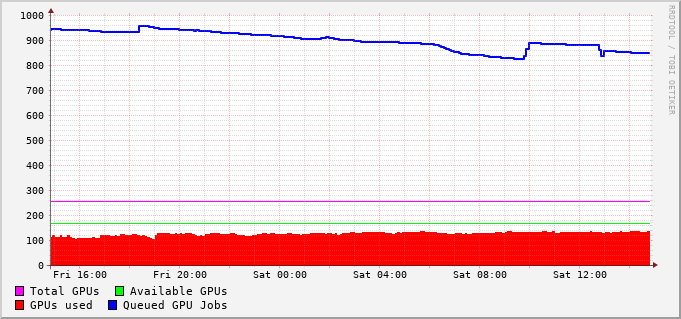 1000
900
800
700
600
500
400
300
200
100
0
Fri 16:00 Fri 20:00 Sat 00:00 Sat 04:00 Sat 08:00 Sat 12:00
Total GPUs Available GPUs
GPUs used Queued GPU Jobs
RRDTOOL / TOBI OETIKER